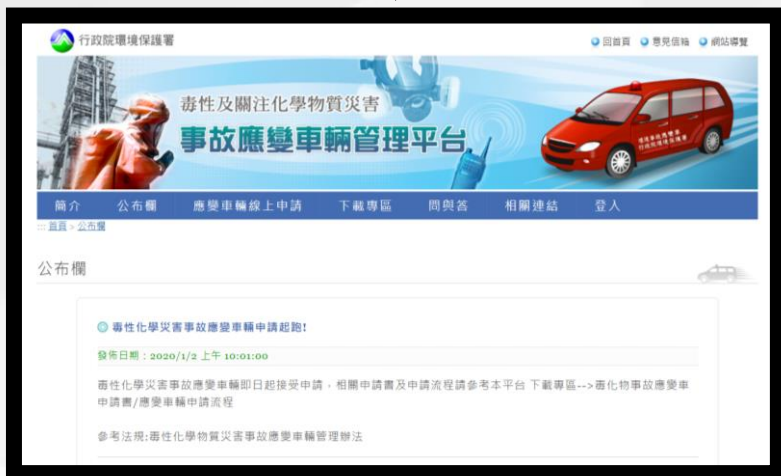 行政院環境保護署
回首頁 意見信箱 網站導覽
毒性及關注化學物質災害
事故應變車輛管理平台
簡介 公布欄 應變車輛線上申請 下載專區 問與答 相關連結 登入
::: 首頁 > 公布欄
公布欄
毒性化學災害事故應變車輛申請起跑!
發佈日期:2020/1/2 上午 10:01:00
毒性化學災害事故應變車輛即日起接受申請,相關申請書及申請流程請參考本平台 下載專區-->毒化物事故應變車
申請書/應變車輛申請流程
參考法規:毒性化學物質災害事故應變車輛管理辦法